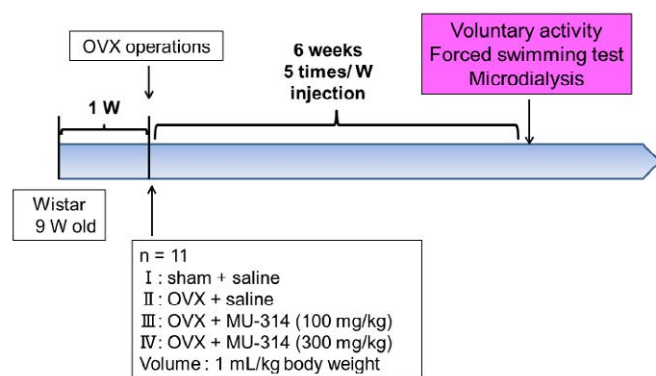 OVX operations
1 W
6 weeks
5 times/ W
injection
Voluntary activity
Forced swimming test
Microdialysis
Wistar
9 W old
n = 11
Ⅰ : sham + saline
Ⅱ : OVX + saline
Ⅲ : OVX + MU-314 (100 mg/kg)
Ⅳ : OVX + MU-314 (300 mg/kg)
Volume : 1 mL/kg body weight